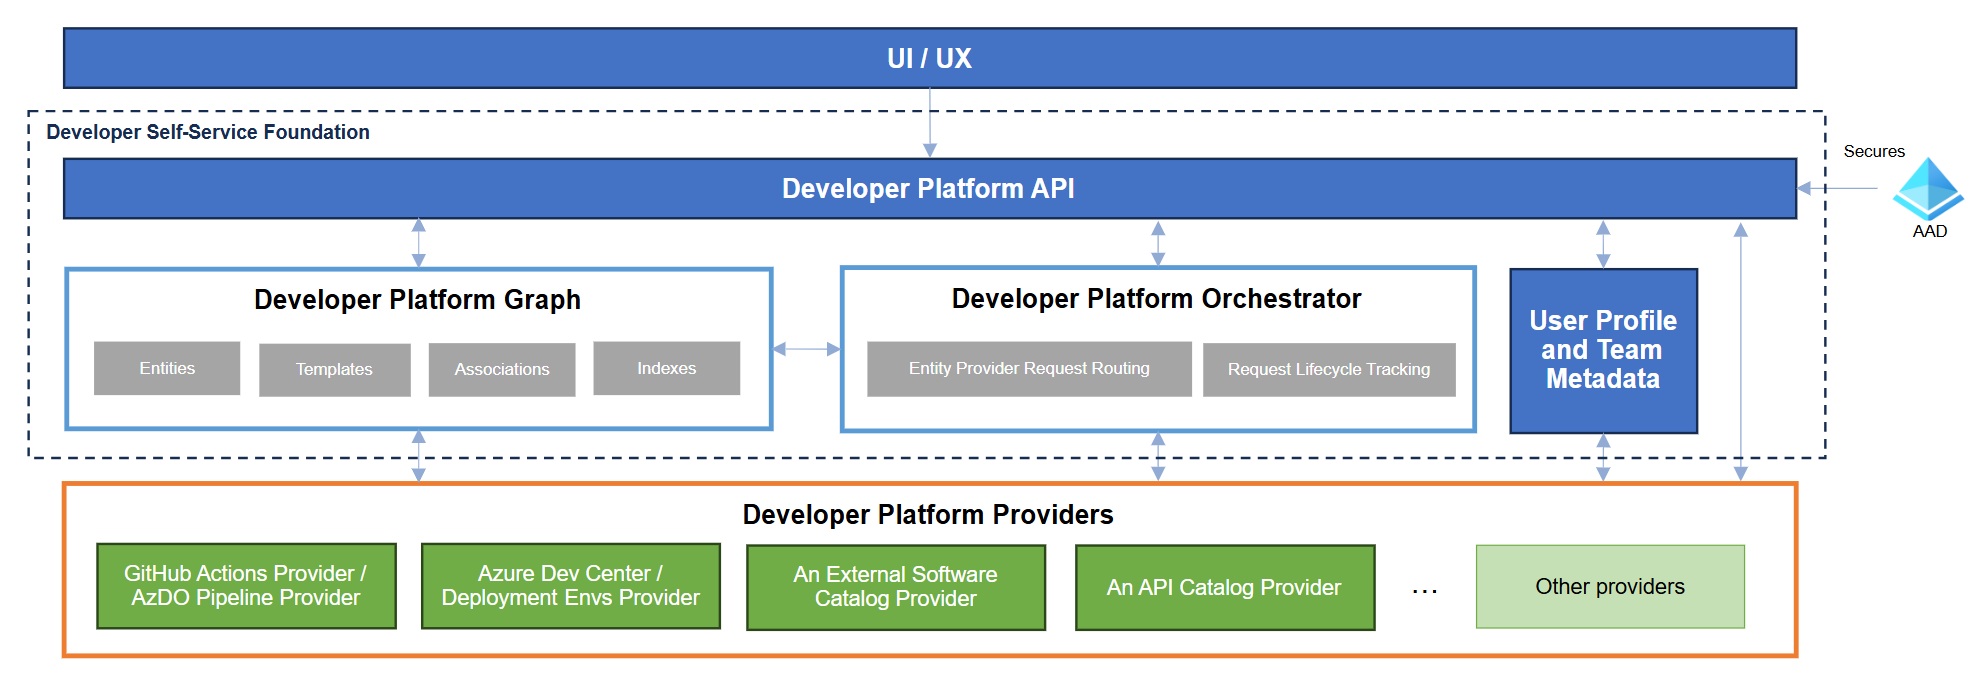 UI / UX
Developer Self-Service Foundation
Secures
Developer Platform API
AAD
Developer Platform Graph
Entities
Templates
Associations
Indexes
Developer Platform Orchestrator
Entity Provider Request Routing
Request Lifecycle Tracking
User Profile
and Team
Metadata
Developer Platform Providers
GitHub Actions Provider /
AzDO Pipeline Provider
Azure Dev Center /
Deployment Envs Provider
An External Software
Catalog Provider
An API Catalog Provider
...
Other providers